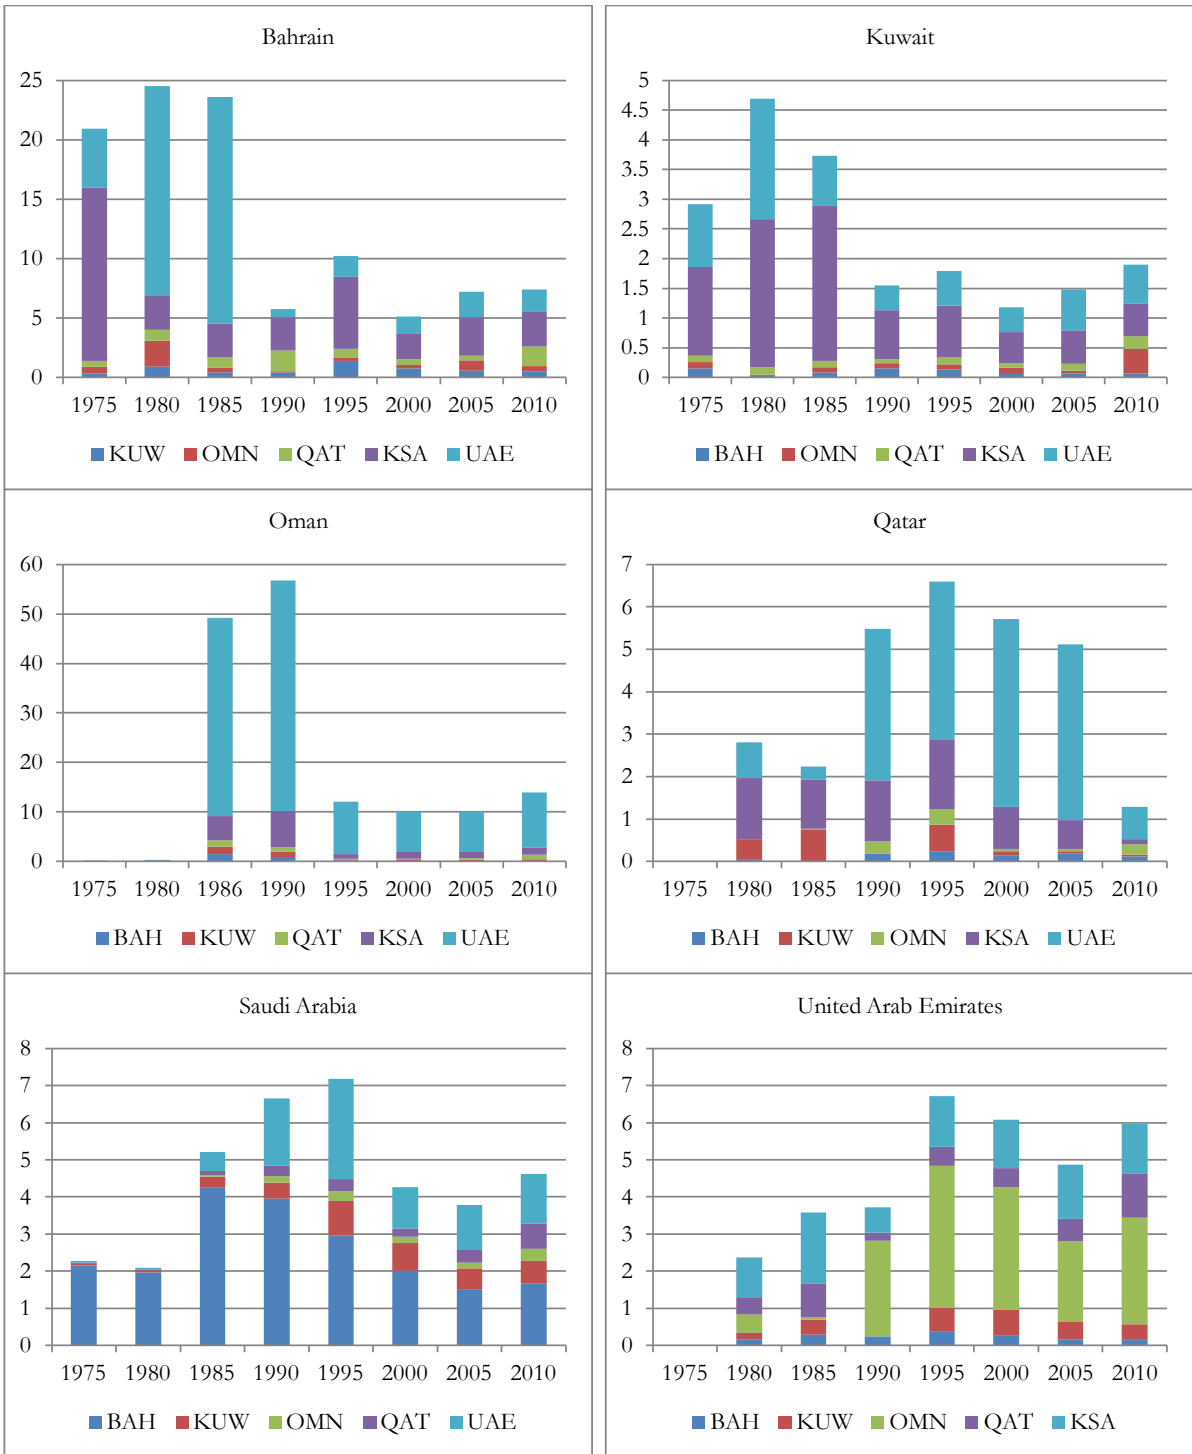 Bahrain
25
20
15
10
5
0
1975 1980 1985 1990 1995 2000 2005 2010
KUW OMN QAT KSA UAE
Kuwait
5
4.5
4
3.5
3
2.5
2
1.5
1
0.5
0
1975 1980 1985 1990 1995 2000 2005 2010
BAH OMN QAT KSA UAE
Oman
60
50
40
30
20
10
0
1975 1980 1986 1990 1995 2000 2005 2010
BAH KUW QAT KSA UAE
Qatar
7
6
5
4
3
2
1
0
1975 1980 1985 1990 1995 2000 2005 2010
BAH KUW OMN KSA UAE
Saudi Arabia
8
7
6
5
4
3
2
1
0
1975 1980 1985 1990 1995 2000 2005 2010
BAH KUW OMN QAT UAE
United Arab Emirates
8
7
6
5
4
3
2
1
0
1975 1980 1985 1990 1995 2000 2005 2010
BAH KUW OMN QAT KSA